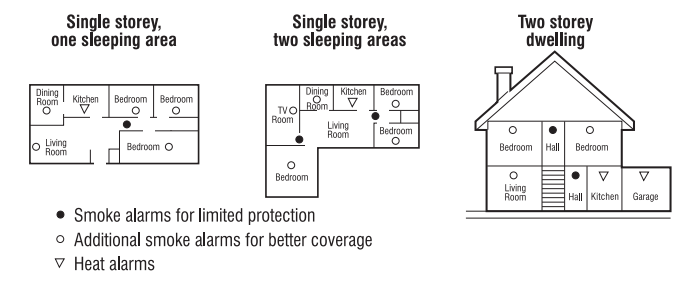 Single storey,
one sleeping area
Single storey,
two sleeping areas
Two storey
dwelling
Dining
Room
Kitchen
Bedroom
Bedroom
Living
Room
Bedroom
Dining
Room
Kitchen
Bedroom
TV
Room
Living
Room
Bedroom
Bedroom
Bedroom
Hall
Bedroom
Living
Room
Hall
Kitchen
Garage
Smoke alarms for limited protection
Additional smoke alarms for better coverage
Heat alarms